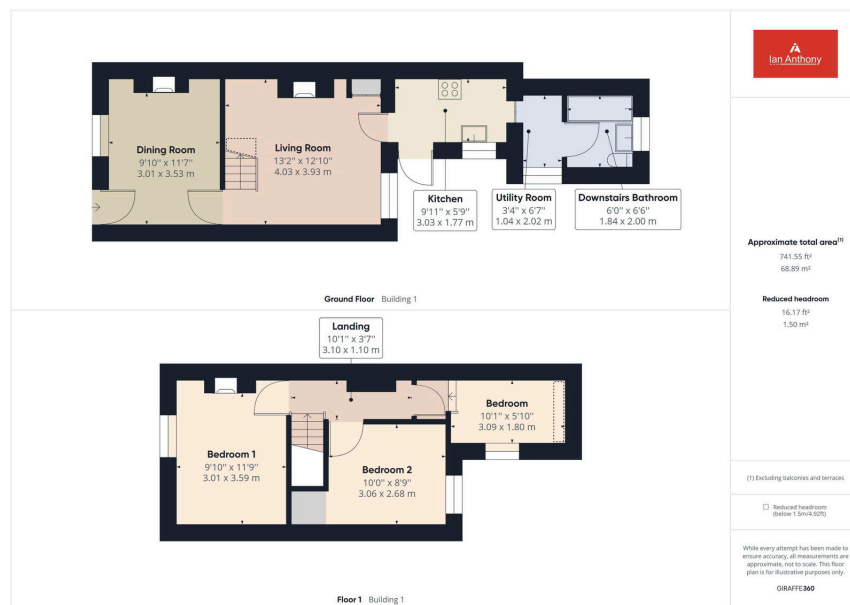 Dining Room
9'10" x 11'7"
3.01 x 3.53 m
Living Room
13'2" x 12'10"
4.03 x 3.93 m
Kitchen
9'11" x 5'9"
3.03 x 1.77 m
Utility Room
3'4" x 6'7"
1.04 x 2.02 m
Downstairs Bathroom
6'0" x 6'6"
1.84 x 2.00 m
Ground Floor Building 1
Landing
10'1" x 3'7"
3.10 x 1.10 m
Bedroom 1
9'10" x 11'9"
3.01 x 3.59 m
Bedroom 2
10'0" x 8'9"
3.06 x 2.68 m
Bedroom
10'1" x 5'10"
3.09 x 1.80 m
Floor 1 Building 1
Ian Anthony
Approximate total area(1)
741.55 ft²
68.89 m²
Reduced headroom
16.17 ft²
1.50 m²
(1) Excluding balconies and terraces
Reduced headroom
(below 1.5m/4.92ft)
While every attempt has been made to
ensure accuracy, all measurements are
approximate, not to scale. This floor
plan is for illustrative purposes only.
GIRAFFE360